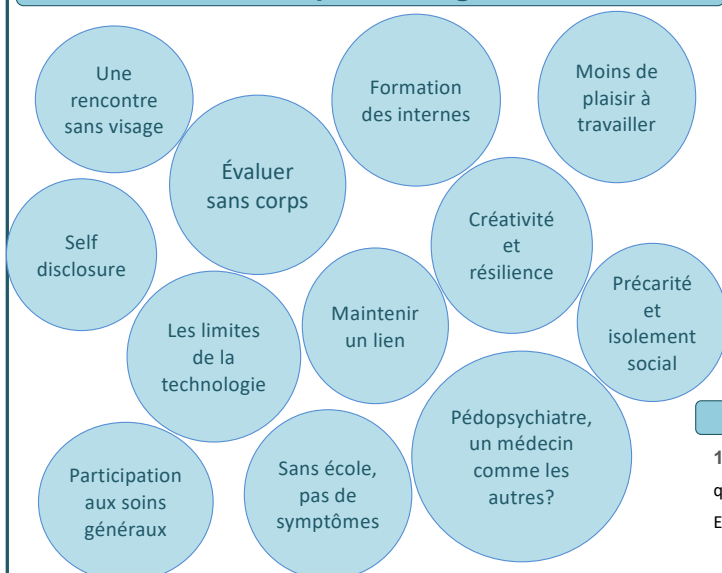 Une
rencontre
sans visage
Formation
des internes
Moins de
plaisir à
travailler
Évaluer
sans corps
Self
disclosure
Créativité
et
résilience
Précarité
et
isolement
social
Les limites
de la
technologie
Maintenir
un lien
Pédopsychiatre,
un médecin
comme les
autres?
Participation
aux soins
généraux
Sans école,
pas de
symptômes
1
q
E